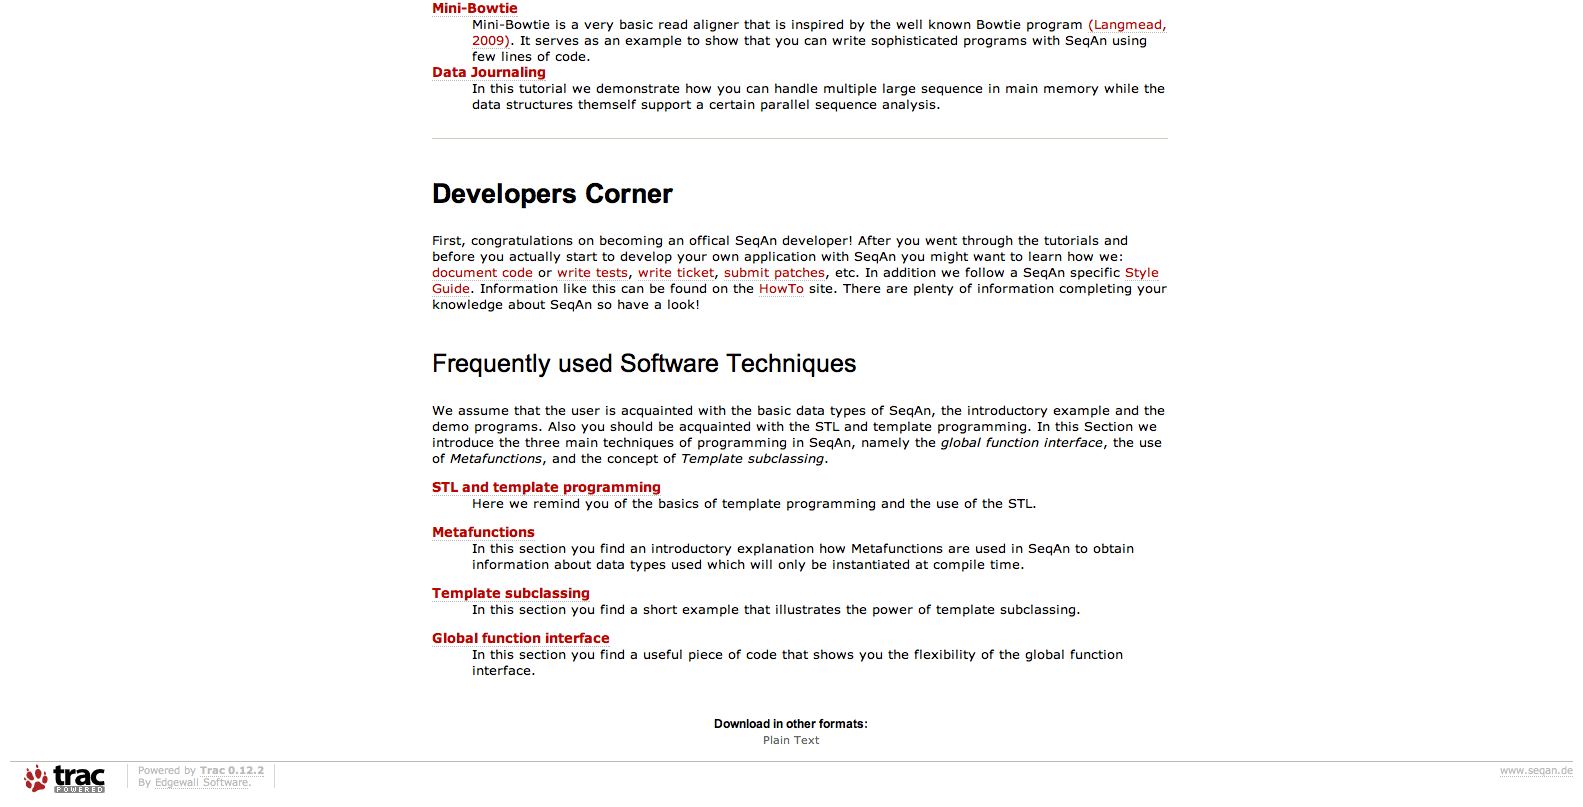 Mini-Bowtie
Mini-Bowtie is a very basic read aligner that is inspired by the well known Bowtie program (Langmead,
2009). It serves as an example to show that you can write sophisticated programs with SeqAn using
few lines of code.
Data Journaling
In this tutorial we demonstrate how you can handle multiple large sequence in main memory while the
data structures themself support a certain parallel sequence analysis.
Developers Corner
First, congratulations on becoming an offical SeqAn developer! After you went through the tutorials and
before you actually start to develop your own application with SeqAn you might want to learn how we:
document code or write tests, write ticket, submit patches, etc. In addition we follow a SeqAn specific Style
Guide. Information like this can be found on the HowTo site. There are plenty of information completing your
knowledge about SeqAn so have a look!
Frequently used Software Techniques
We assume that the user is acquainted with the basic data types of SeqAn, the introductory example and the
demo programs. Also you should be acquainted with the STL and template programming. In this Section we
introduce the three main techniques of programming in SeqAn, namely the global function interface, the use
of Metafunctions, and the concept of Template subclassing.
STL and template programming
Here we remind you of the basics of template programming and the use of the STL.
Metafunctions
In this section you find an introductory explanation how Metafunctions are used in SeqAn to obtain
information about data types used which will only be instantiated at compile time.
Template subclassing
In this section you find a short example that illustrates the power of template subclassing.
Global function interface
In this section you find a useful piece of code that shows you the flexibility of the global function
interface.
Download in other formats:
Plain Text
trac
POWERED
Powered by Trac 0.12.2
By Edgewall Software.
www.seqan.de